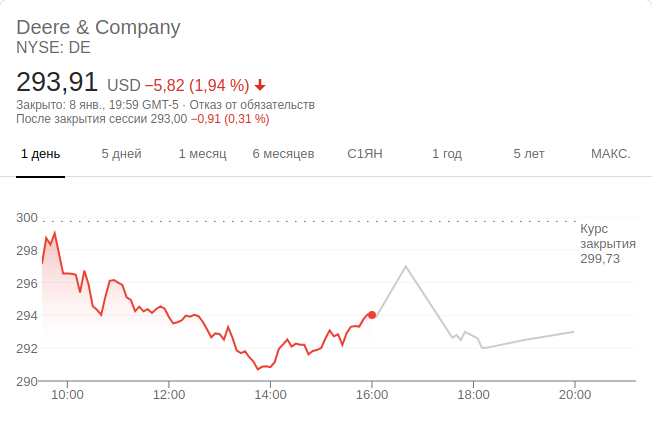 Deere & Company
NYSE: DE
293,91 USD −5,82 (1,94 %)
Закрыто: 8 янв., 19:59 GMT-5 · Отказ от обязательств
После закрытия сессии 293,00 −0,91 (0,31 %)
1 день 5 дней 1 месяц 6 месяцев С1ЯН 1 год 5 лет МАКС.
300
298
296
294
292
290
Курс
закрытия
299,73
10:00 12:00 14:00 16:00 18:00 20:00